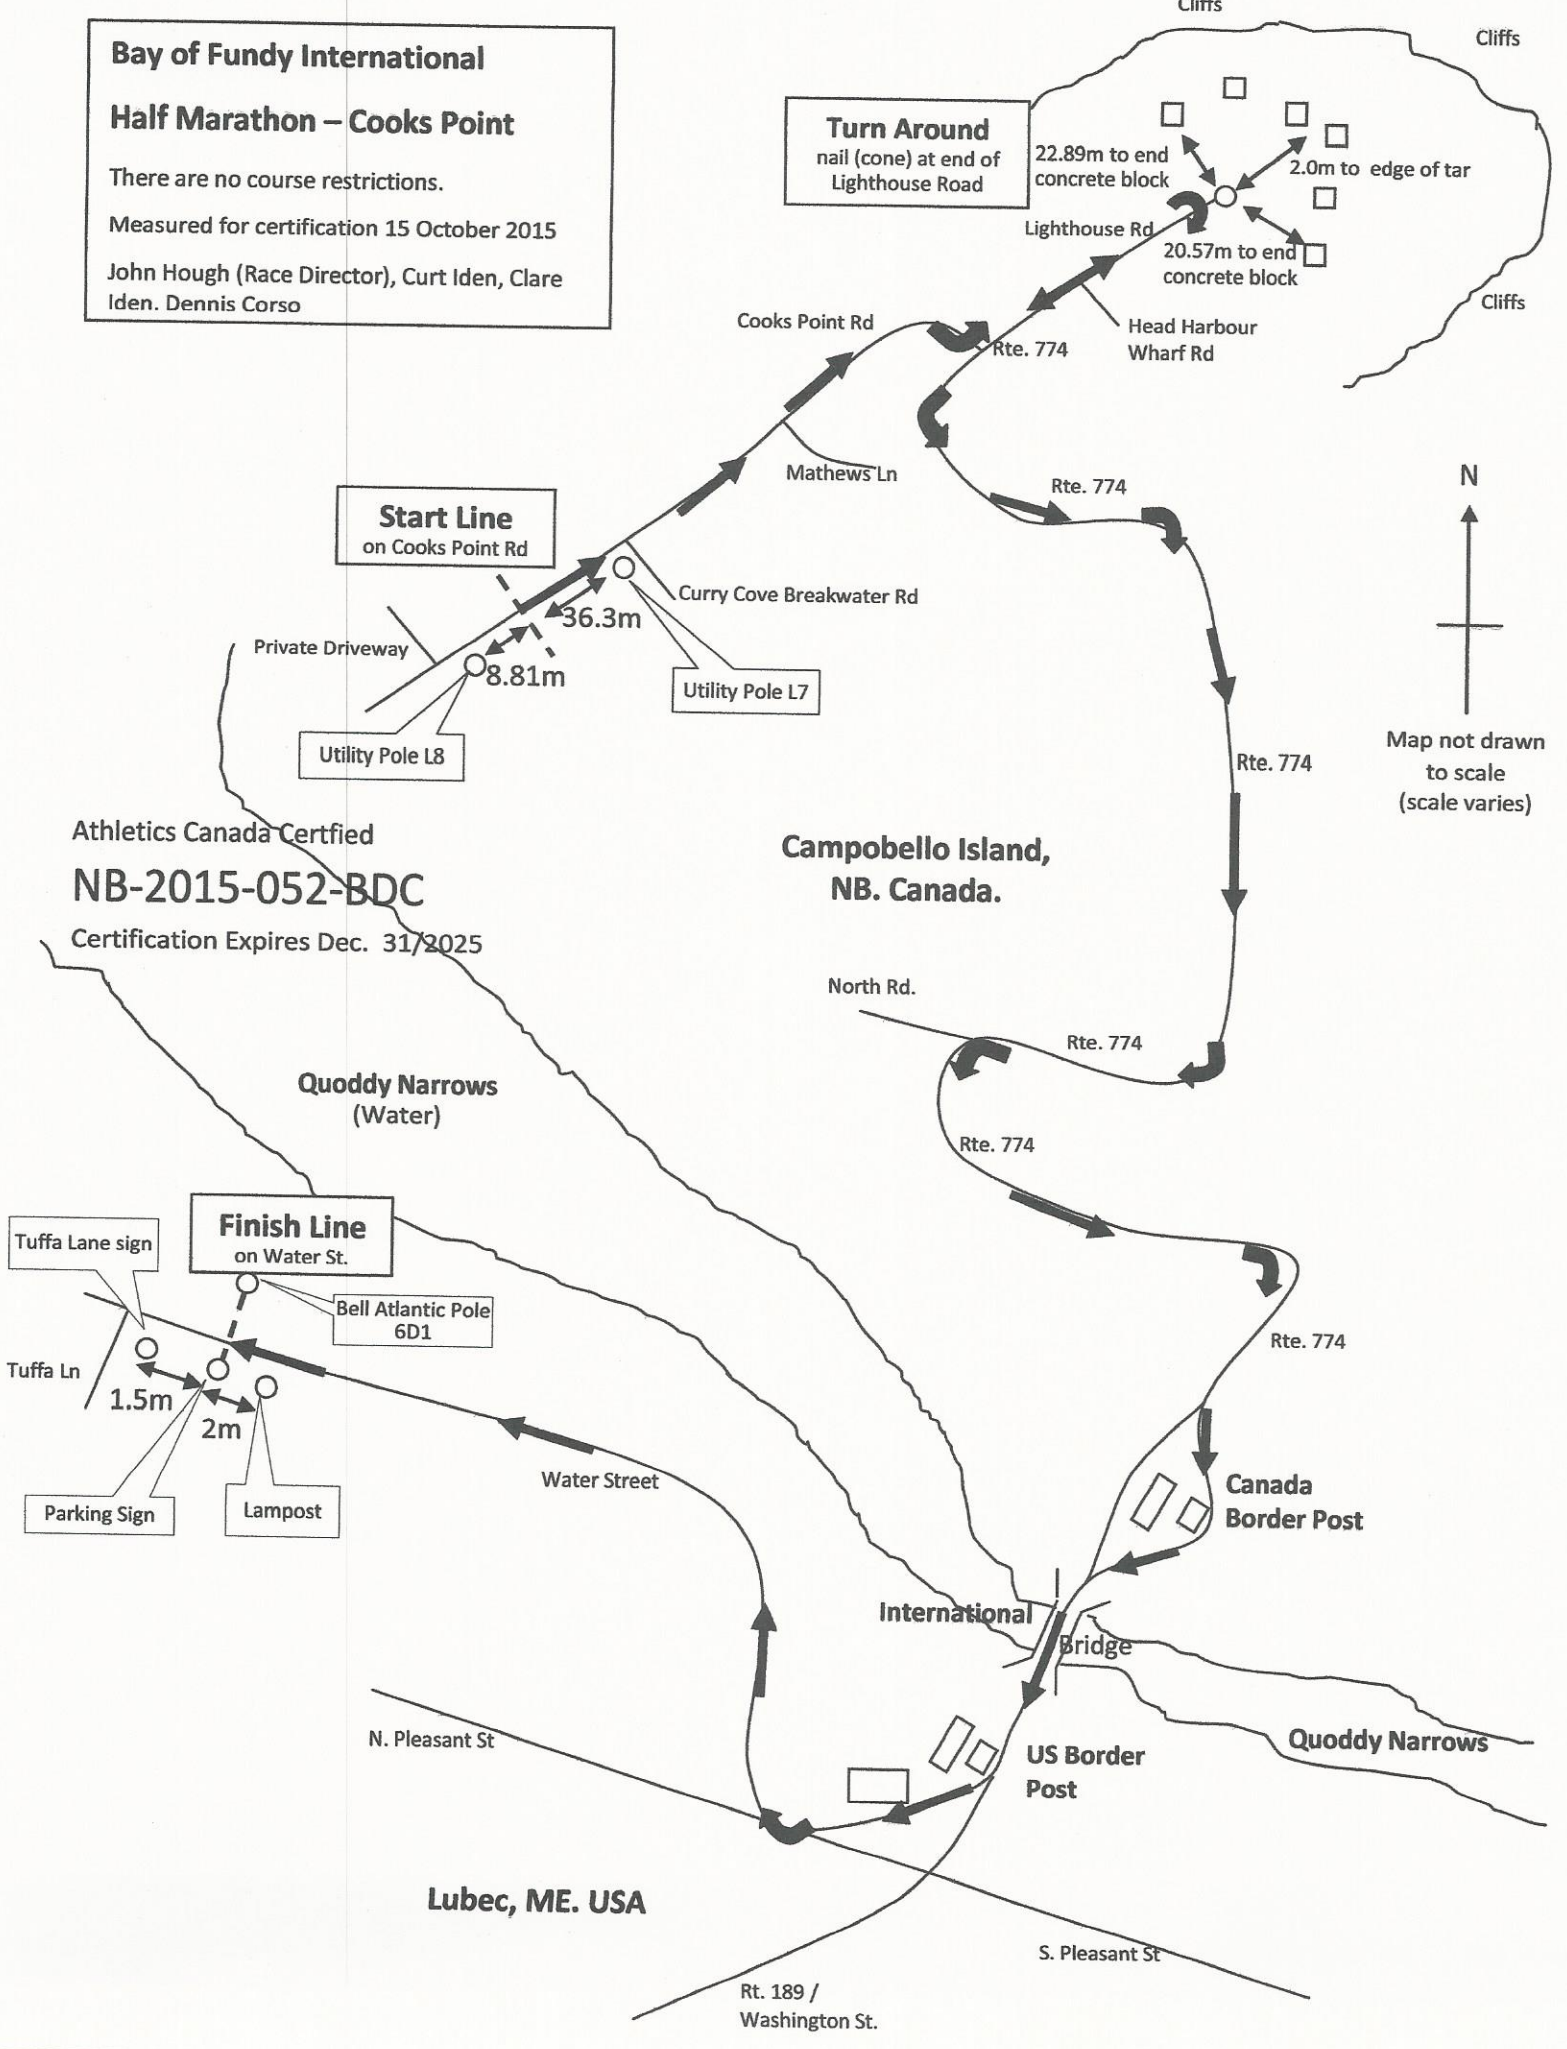 Cliffs
Cliffs
Bay of Fundy International
Half Marathon – Cooks Point
There are no course restrictions.
Measured for certification 15 October 2015
John Hough (Race Director), Curt Iden, Clare
Iden. Dennis Corso
Turn Around
nail (cone) at end of
Lighthouse Road
22.89m to end
concrete block
2.0m to edge of tar
Lighthouse Rd
20.57m to end
concrete block
Cliffs
Cooks Point Rd
Head Harbour
Wharf Rd
Rte. 774
Mathews Ln
Rte. 774
N
Start Line
on Cooks Point Rd
Curry Cove Breakwater Rd
36.3m
Private Driveway
8.81m
Utility Pole L7
Utility Pole L8
Map not drawn
to scale
(scale varies)
Rte. 774
Athletics Canada Certfied
NB-2015-052-BDC
Certification Expires Dec. 31/2025
Campobello Island,
NB. Canada.
North Rd.
Rte. 774
Quoddy Narrows
(Water)
Rte. 774
Tuffa Lane sign
Finish Line
on Water St.
Bell Atlantic Pole
6D1
Rte. 774
Tuffa Ln
1.5m
2m
Water Street
Parking Sign
Lampost
Canada
Border Post
International
Bridge
N. Pleasant St
US Border
Post
Quoddy Narrows
Lubec, ME. USA
S. Pleasant St
Rt. 189 /
Washington St.